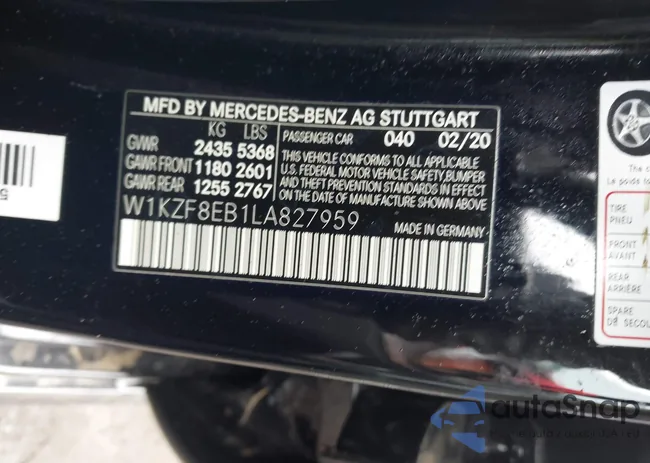 MFD BY MERCEDES-BENZ AG STUTTGART
KG LBS
GVWR 2435 5368
GAWR FRONT 1180 2601
GAWR REAR 1255 2767
PASSENGER CAR 040 02/20
THIS VEHICLE CONFORMS TO ALL APPLICABLE
U.S. FEDERAL MOTOR VEHICLE SAFETY, BUMPER,
AND THEFT PREVENTION STANDARDS IN EFFECT
ON THE DATE OF MANUFACTURE SHOWN ABOVE
W1KZF8EB1LA827959
MADE IN GERMANY
TIRE
PNEU
FRONT
AVANT
REAR
ARRIÈRE
SPARE
DE SECOU
autoSnap